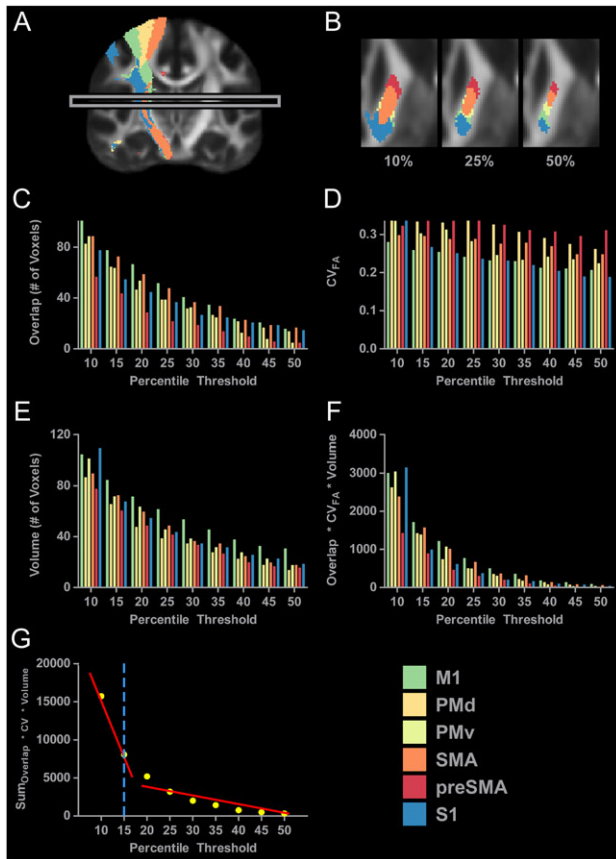 A
B
10% 25% 50%
C
Overlap (# of Voxels)
80
40
0
10 15 20 25 30 35 40 45 50
Percentile Threshold
D
CVFA
0.3
0.2
0.1
0.0
10 15 20 25 30 35 40 45 50
Percentile Threshold
E
Volume (# of Voxels)
120
80
40
0
10 15 20 25 30 35 40 45 50
Percentile Threshold
F
Overlap * CVFA * Volume
4000
3000
2000
1000
0
10 15 20 25 30 35 40 45 50
Percentile Threshold
G
SumOverlap * CV * Volume
20000
15000
10000
5000
0
10 15 20 25 30 35 40 45 50
Percentile Threshold
M1
PMd
PMv
SMA
preSMA
S1